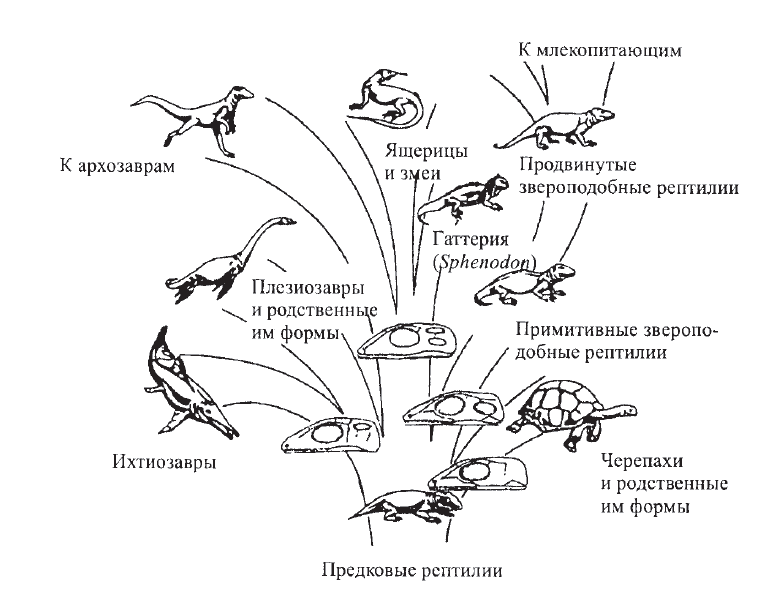 К млекопитающим
К архозаврам
Ящерицы
и змеи
Продвинутые
звероподобные рептилии
Гаттерия
(Sphenodon)
Плезиозавры
и родственные
им формы
Примитивные зверопо-
добные рептилии
Ихтиозавры
Черепахи
и родственные
им формы
Предковые рептилии